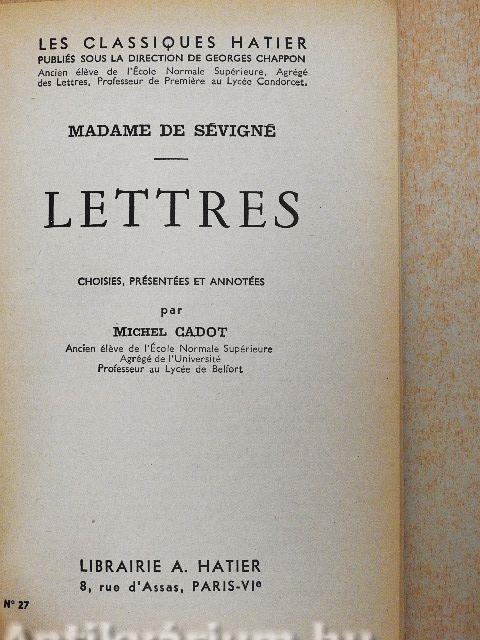 LES CLASSIQUES HATIER
PUBLIÉS SOUS LA DIRECTION DE GEORGES CHAPPON
Ancien élève de l'École Normale Supérieure, Agrégé
des Lettres, Professeur de Première au Lycée Condorcet.
MADAME DE SÉVIGNÉ
LETTRES
CHOISIES, PRÉSENTÉES ET ANNOTÉES
par
MICHEL CADOT
Ancien élève de l'École Normale Supérieure
Agrégé de l'Université
Professeur au Lycée de Belfort
LIBRAIRIE A. HATIER
8, rue d'Assas, PARIS-VIe
N° 27
Antikvárium.hu